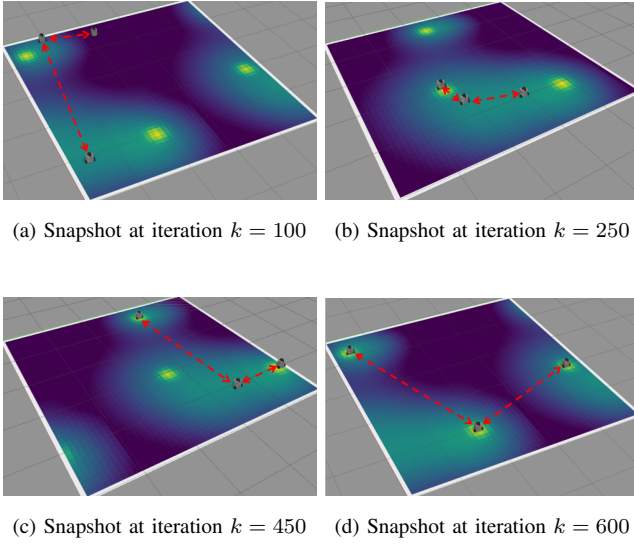 (a) Snapshot at iteration k = 100
(b) Snapshot at iteration k = 250
(c) Snapshot at iteration k = 450
(d) Snapshot at iteration k = 600